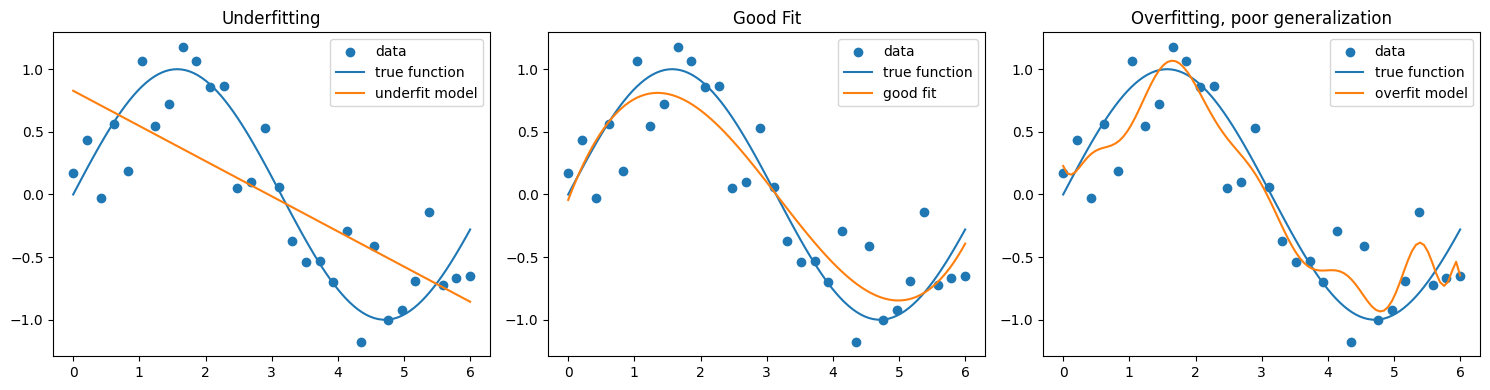 Underfitting
data
true function
underfit model
1.0
0.5
0.0
−0.5
−1.0
0 1 2 3 4 5 6
Good Fit
data
true function
good fit
1.0
0.5
0.0
−0.5
−1.0
0 1 2 3 4 5 6
Overfitting, poor generalization
data
true function
overfit model
1.0
0.5
0.0
−0.5
−1.0
0 1 2 3 4 5 6